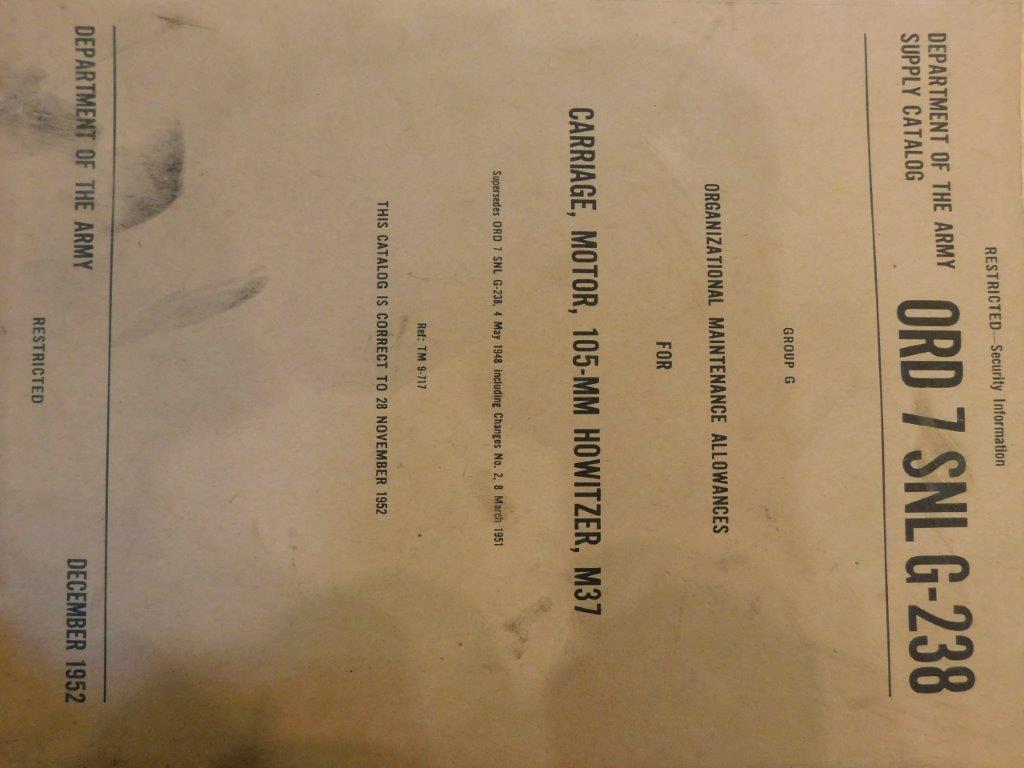 RESTRICTED—Security Information
DEPARTMENT OF THE ARMY
SUPPLY CATALOG
ORD 7 SNL G-238
GROUP G
ORGANIZATIONAL MAINTENANCE ALLOWANCES
FOR
CARRIAGE, MOTOR, 105-MM HOWITZER, M37
Supersedes ORD 7 SNL G-238, 4 May 1948 including Changes No. 2, 8 March 1951
Ref: TM 9-717
THIS CATALOG IS CORRECT TO 28 NOVEMBER 1952
DEPARTMENT OF THE ARMY
DECEMBER 1952
RESTRICTED